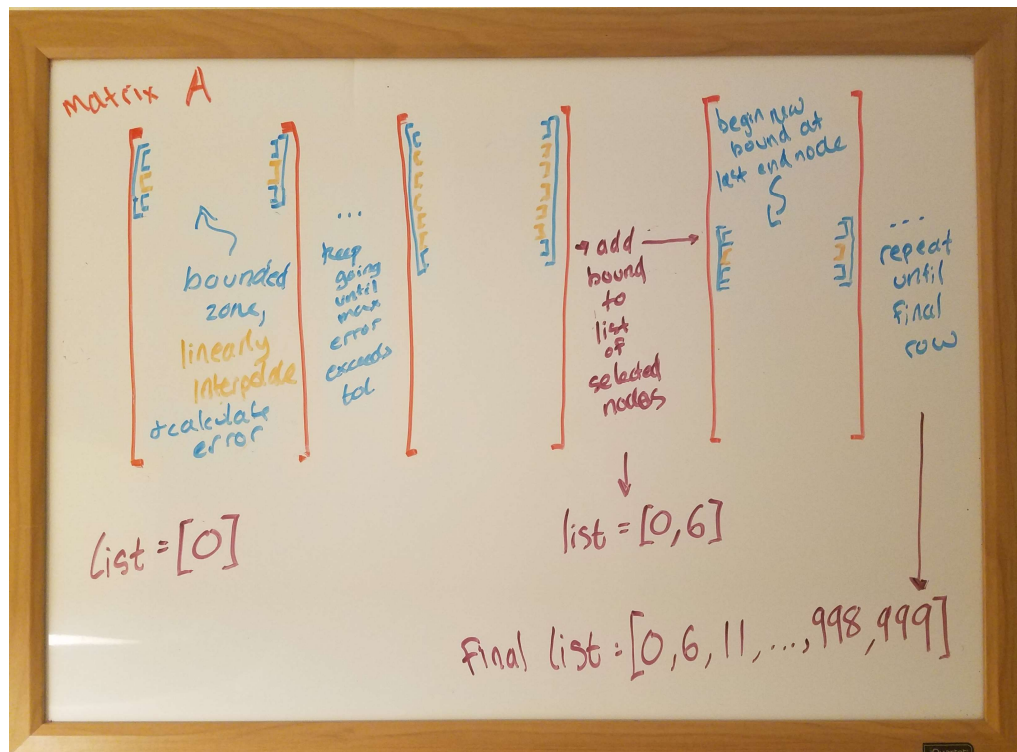 matrix A
bounded
zone,
linearly
interpolate
+calculate
error
...
keep
going
until
max
error
exceeds
tol
→ add
bound
to
list
of
selected
nodes
begin new
bound at
last end node
...
repeat
until
final
row
list = [0]
list = [0,6]
final list = [0,6,11,...,998,999]